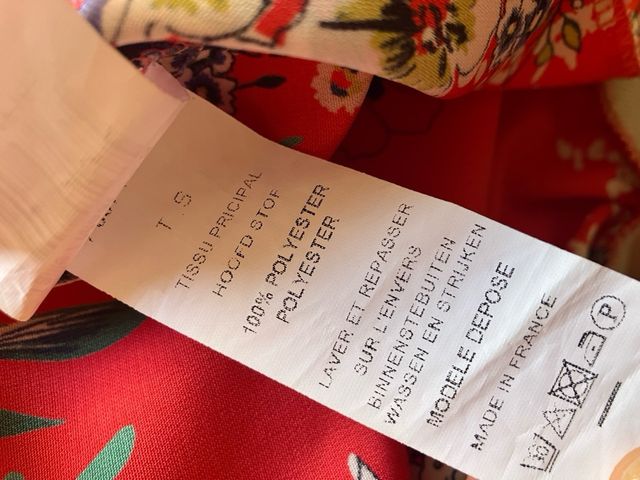 T.S
TISSU PRICIPAL
HOOFD STOF
100% POLYESTER
POLYESTER
LAVER ET REPASSER
SUR L'ENVERS
BINNENSTEBUITEN
WASSEN EN STRIJKEN
MODELE DEPOSE
MADE IN FRANCE
P